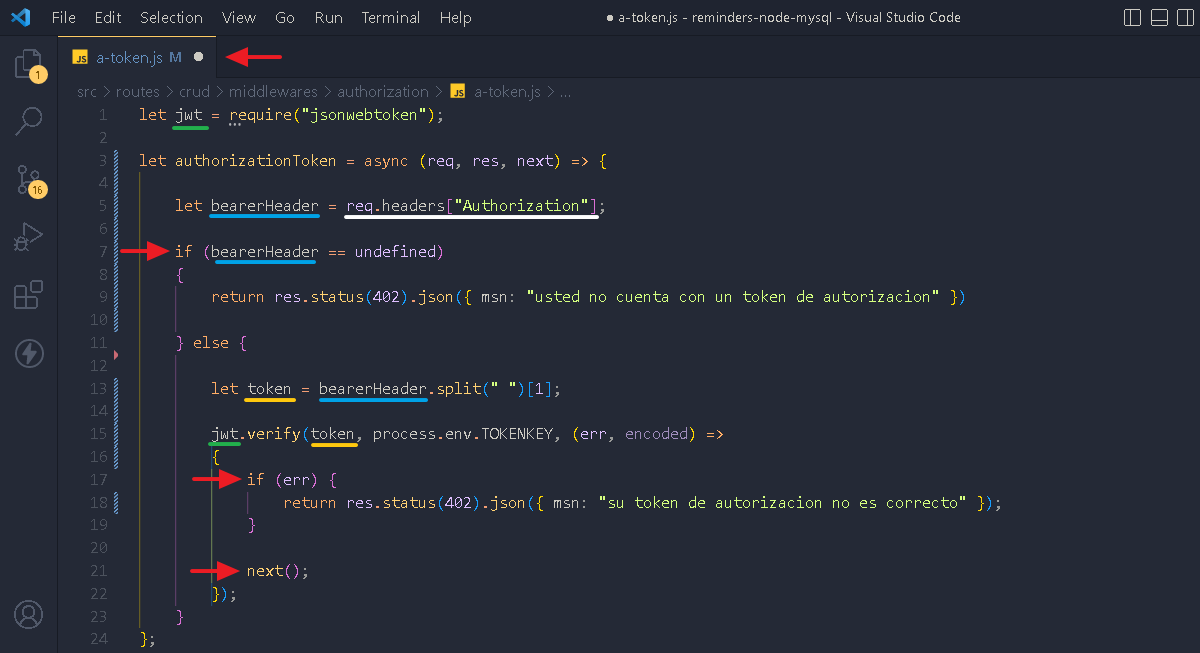 File Edit Selection View Go Run Terminal Help ● a-token.js - reminders-node-mysql - Visual Studio Code
JS a-token.js M ●
1
src > routes > crud > middlewares > authorization > JS a-token.js > ...
1 let jwt = require("jsonwebtoken");
2
3 let authorizationToken = async (req, res, next) => {
4
5 let bearerHeader = req.headers["Authorization"];
6
16
7 if (bearerHeader == undefined)
8 {
9 return res.status(402).json({ msn: "usted no cuenta con un token de autorizacion" })
10
11 } else {
12
13 let token = bearerHeader.split(" ")[1];
14
15 jwt.verify(token, process.env.TOKENKEY, (err, encoded) =>
16 {
17 if (err) {
18 return res.status(402).json({ msn: "su token de autorizacion no es correcto" });
19 }
20
21 next();
22 });
23 }
24 };